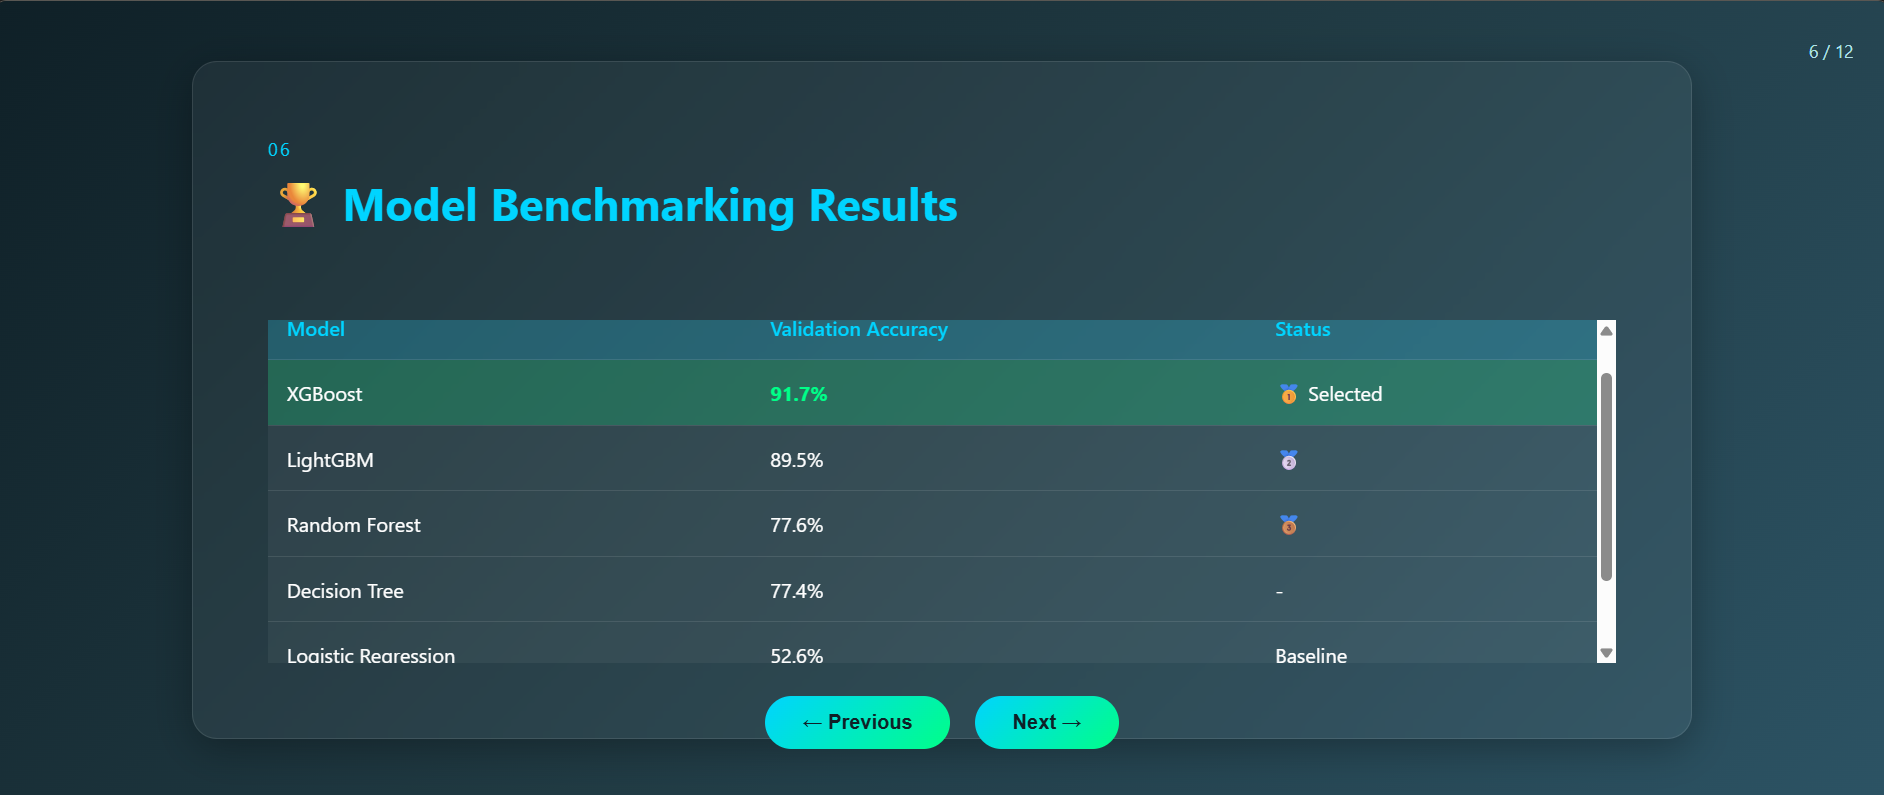 6 / 12
06
🏆 Model Benchmarking Results
Model Validation Accuracy Status
XGBoost 91.7% 🥇 Selected
LightGBM 89.5% 🥈
Random Forest 77.6% 🥉
Decision Tree 77.4% -
Logistic Regression 52.6% Baseline
← Previous Next →